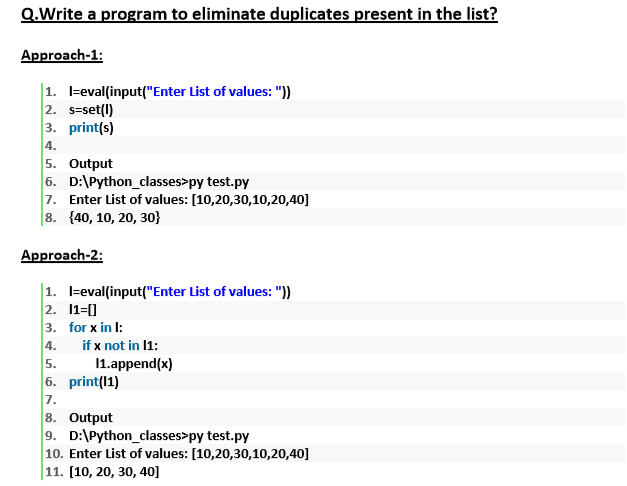 Q.Write a program to eliminate duplicates present in the list?
Approach-1:
1. l=eval(input("Enter List of values: "))
2. s=set(l)
3. print(s)
4.
5. Output
6. D:\Python_classes>py test.py
7. Enter List of values: [10,20,30,10,20,40]
8. {40, 10, 20, 30}
Approach-2:
1. l=eval(input("Enter List of values: "))
2. l1=[]
3. for x in l:
4.     if x not in l1:
5.         l1.append(x)
6. print(l1)
7.
8. Output
9. D:\Python_classes>py test.py
10. Enter List of values: [10,20,30,10,20,40]
11. [10, 20, 30, 40]